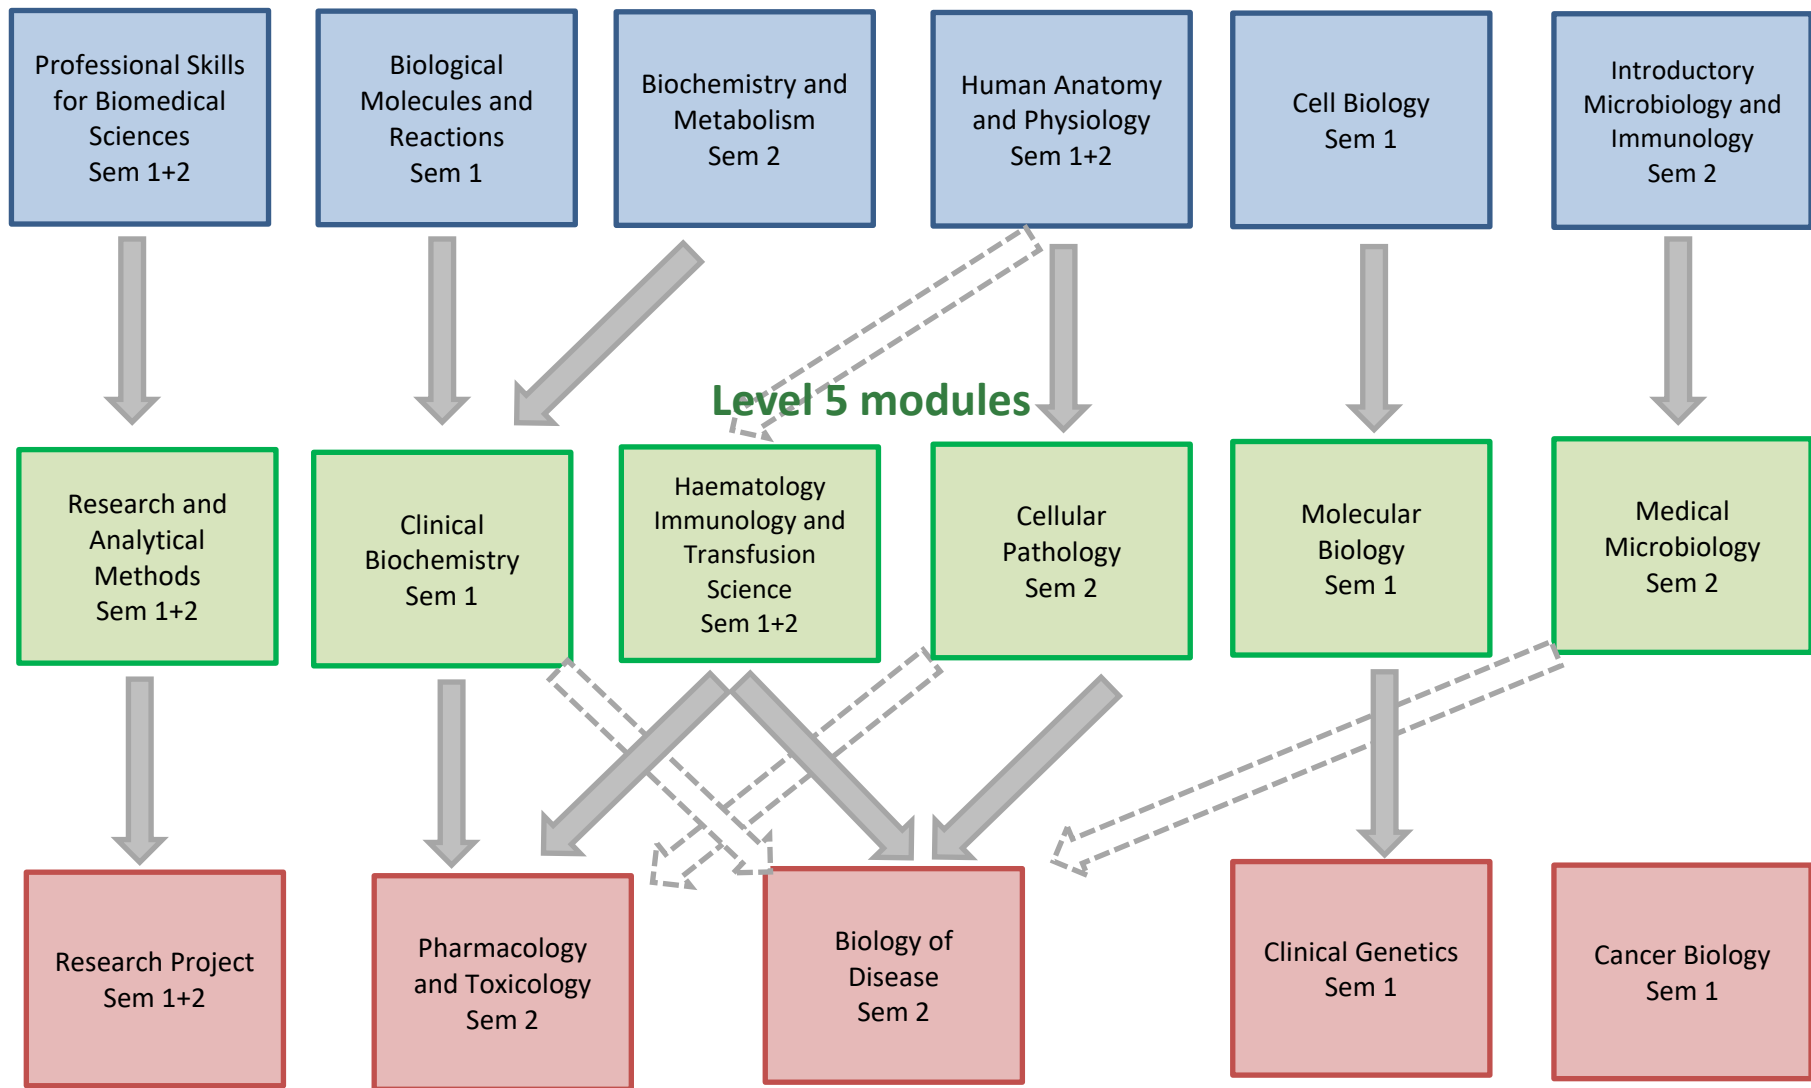 Professional Skills
for Biomedical
Sciences
Sem 1+2
Biological
Molecules and
Reactions
Sem 1
Biochemistry and
Metabolism
Sem 2
Human Anatomy
and Physiology
Sem 1+2
Cell Biology
Sem 1
Introductory
Microbiology and
Immunology
Sem 2
Level 5 modules
Research and
Analytical
Methods
Sem 1+2
Clinical
Biochemistry
Sem 1
Haematology
Immunology and
Transfusion
Science
Sem 1+2
Cellular
Pathology
Sem 2
Molecular
Biology
Sem 1
Medical
Microbiology
Sem 2
Research Project
Sem 1+2
Pharmacology
and Toxicology
Sem 2
Biology of
Disease
Sem 2
Clinical Genetics
Sem 1
Cancer Biology
Sem 1